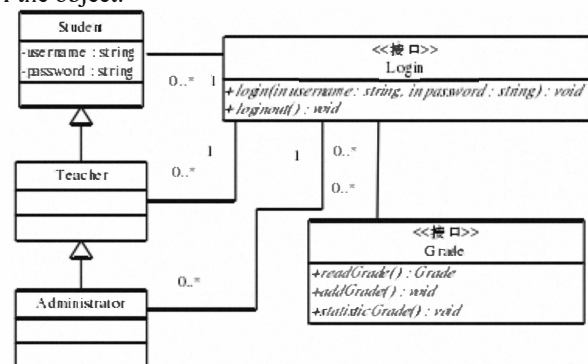 the object.
Student
-username : string
-password : string
<<接口>>
Login
+login(in username : string, in password : string) : void
+loginout() : void
0..* 1
Teacher
1
0..*
1 0..*
0..*
<<接口>>
Grade
+readGrade() : Grade
+addGrade() : void
+statisticGrade() : void
0..*
Administrator